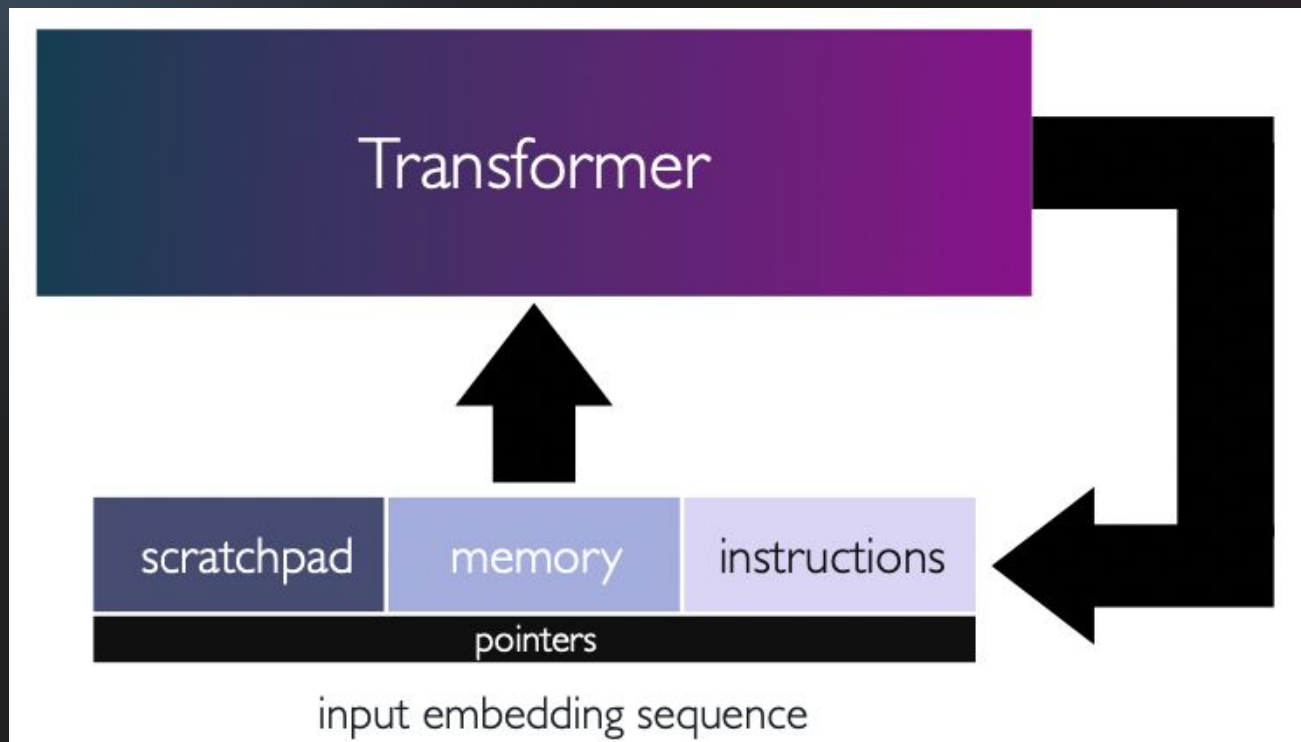 Transformer
scratchpad memory instructions
pointers
input embedding sequence